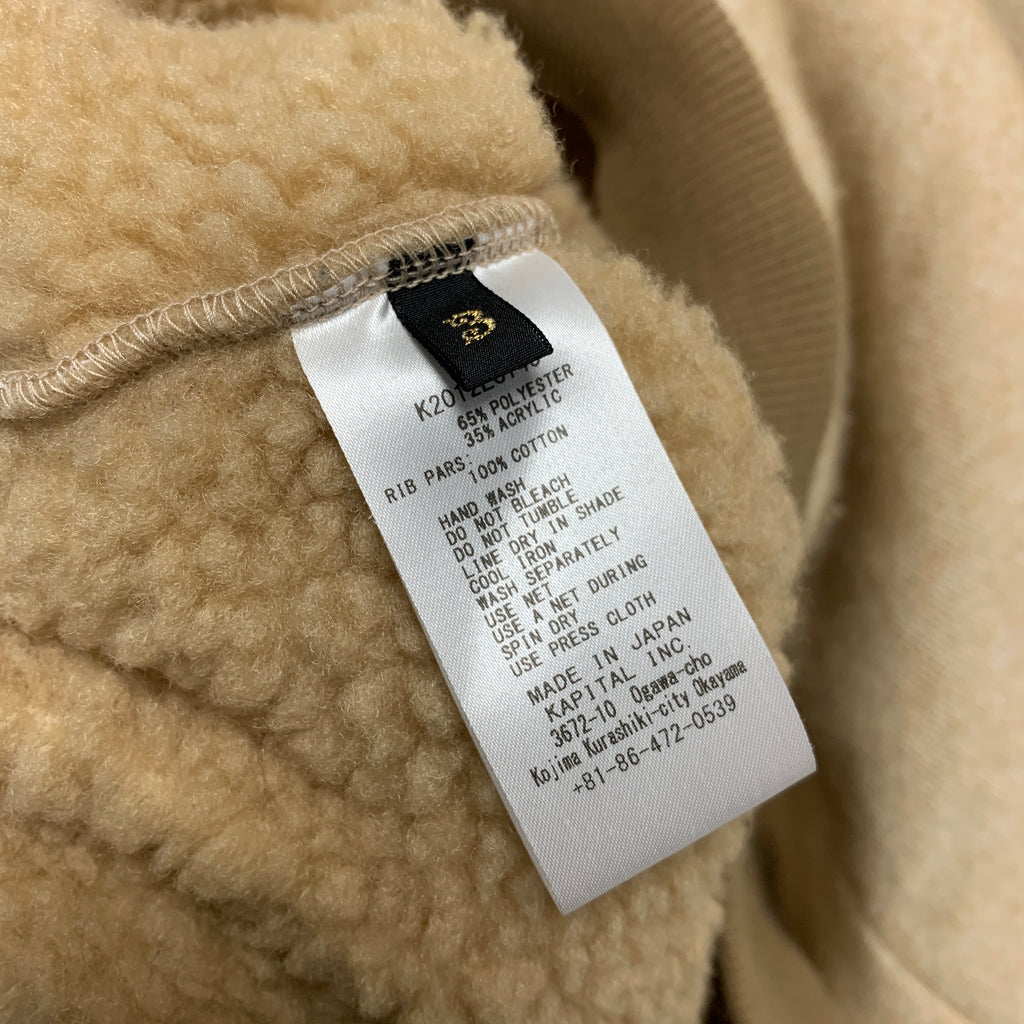 3
65% POLYESTER
35% ACRYLIC
RIB PARS:
100% COTTON
HAND WASH
DO NOT BLEACH
DO NOT TUMBLE
LINE DRY IN SHADE
COOL IRON
WASH SEPARATELY
USE NET
USE A NET DURING
SPIN DRY
USE PRESS CLOTH
MADE IN JAPAN
KAPITAL INC.
3672-10 Ogawa-cho
Kojima Kurashiki-city Okayama
+81-86-472-0539